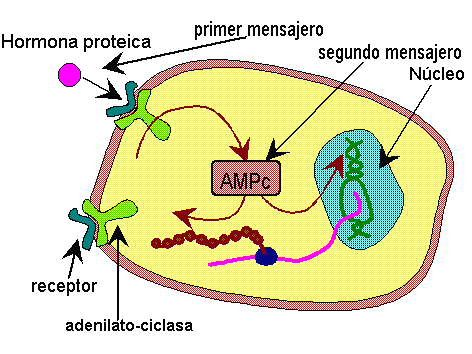 primer mensajero
Hormona proteica
segundo mensajero
Núcleo
AMPc
receptor
adenilato-ciclasa